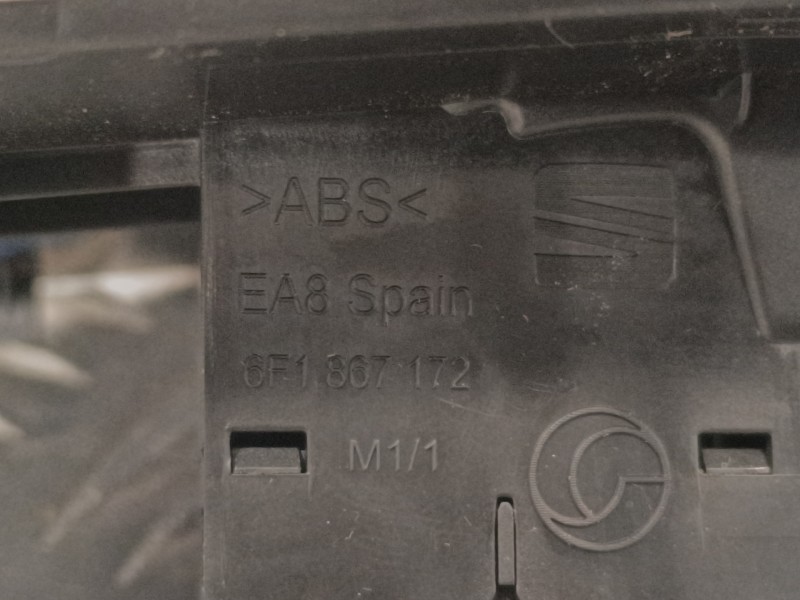 >ABS<
EA8 Spain
6F1.867 172
M1/1